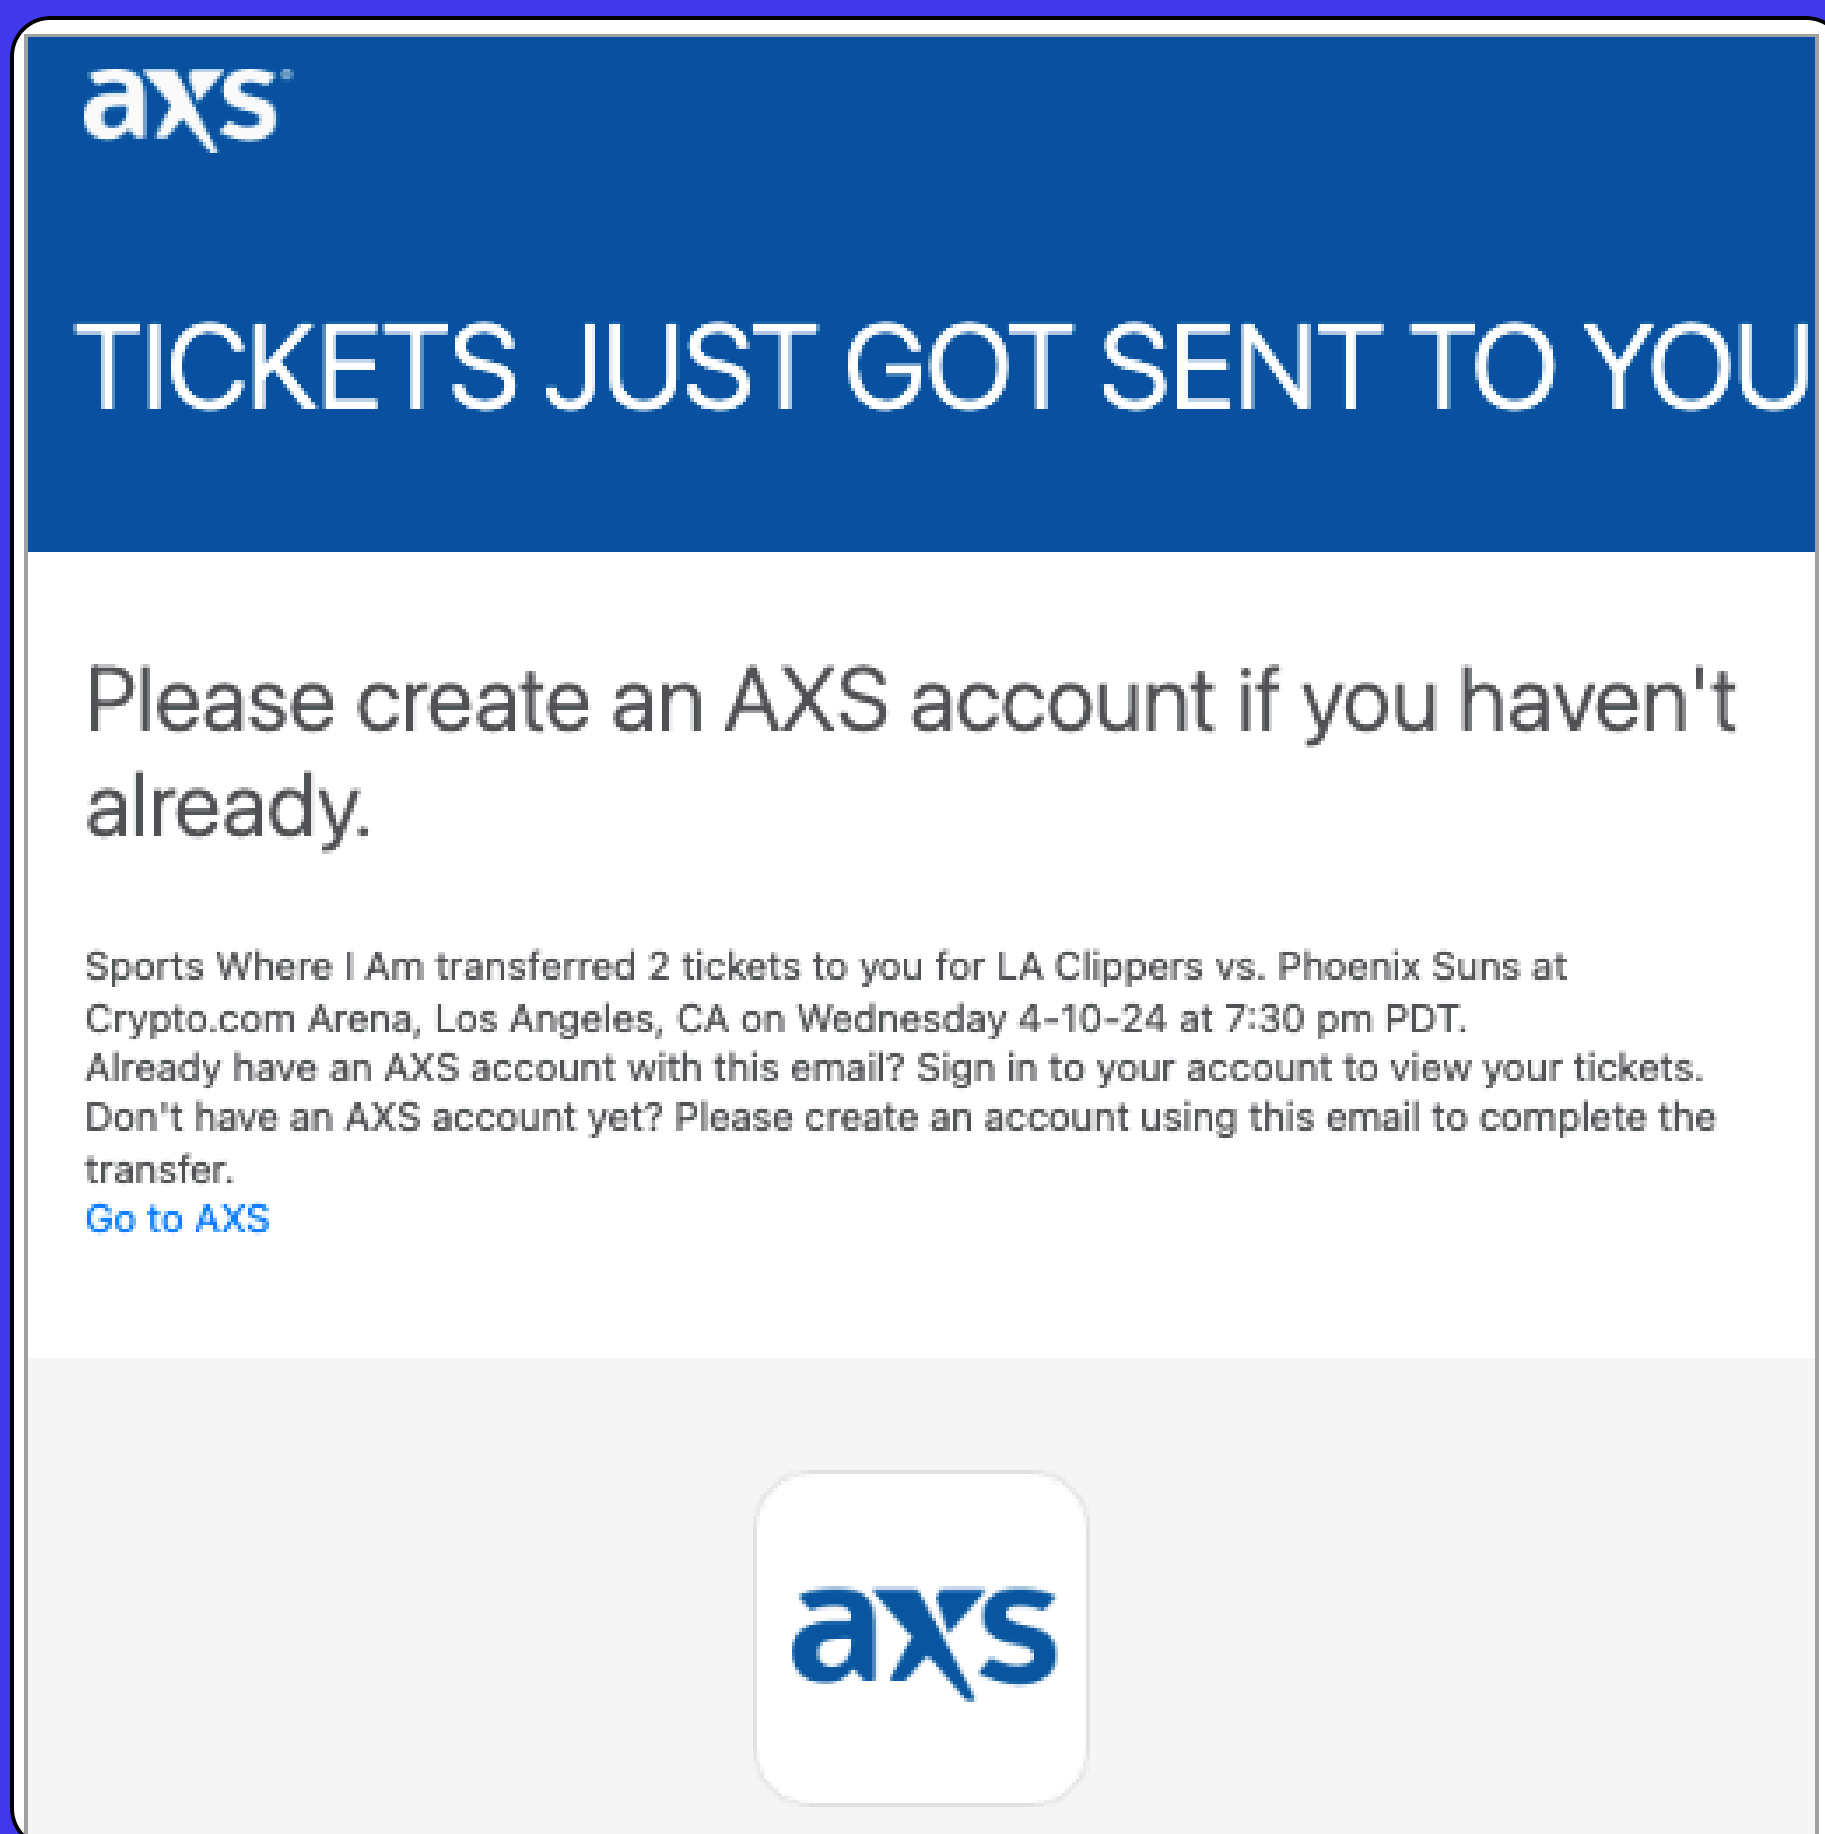 axs
TICKETS JUST GOT SENT TO YOU
Please create an AXS account if you haven't
already.
Sports Where I Am transferred 2 tickets to you for LA Clippers vs. Phoenix Suns at
Crypto.com Arena, Los Angeles, CA on Wednesday 4-10-24 at 7:30 pm PDT.
Already have an AXS account with this email? Sign in to your account to view your tickets.
Don't have an AXS account yet? Please create an account using this email to complete the
transfer.
Go to AXS
axs